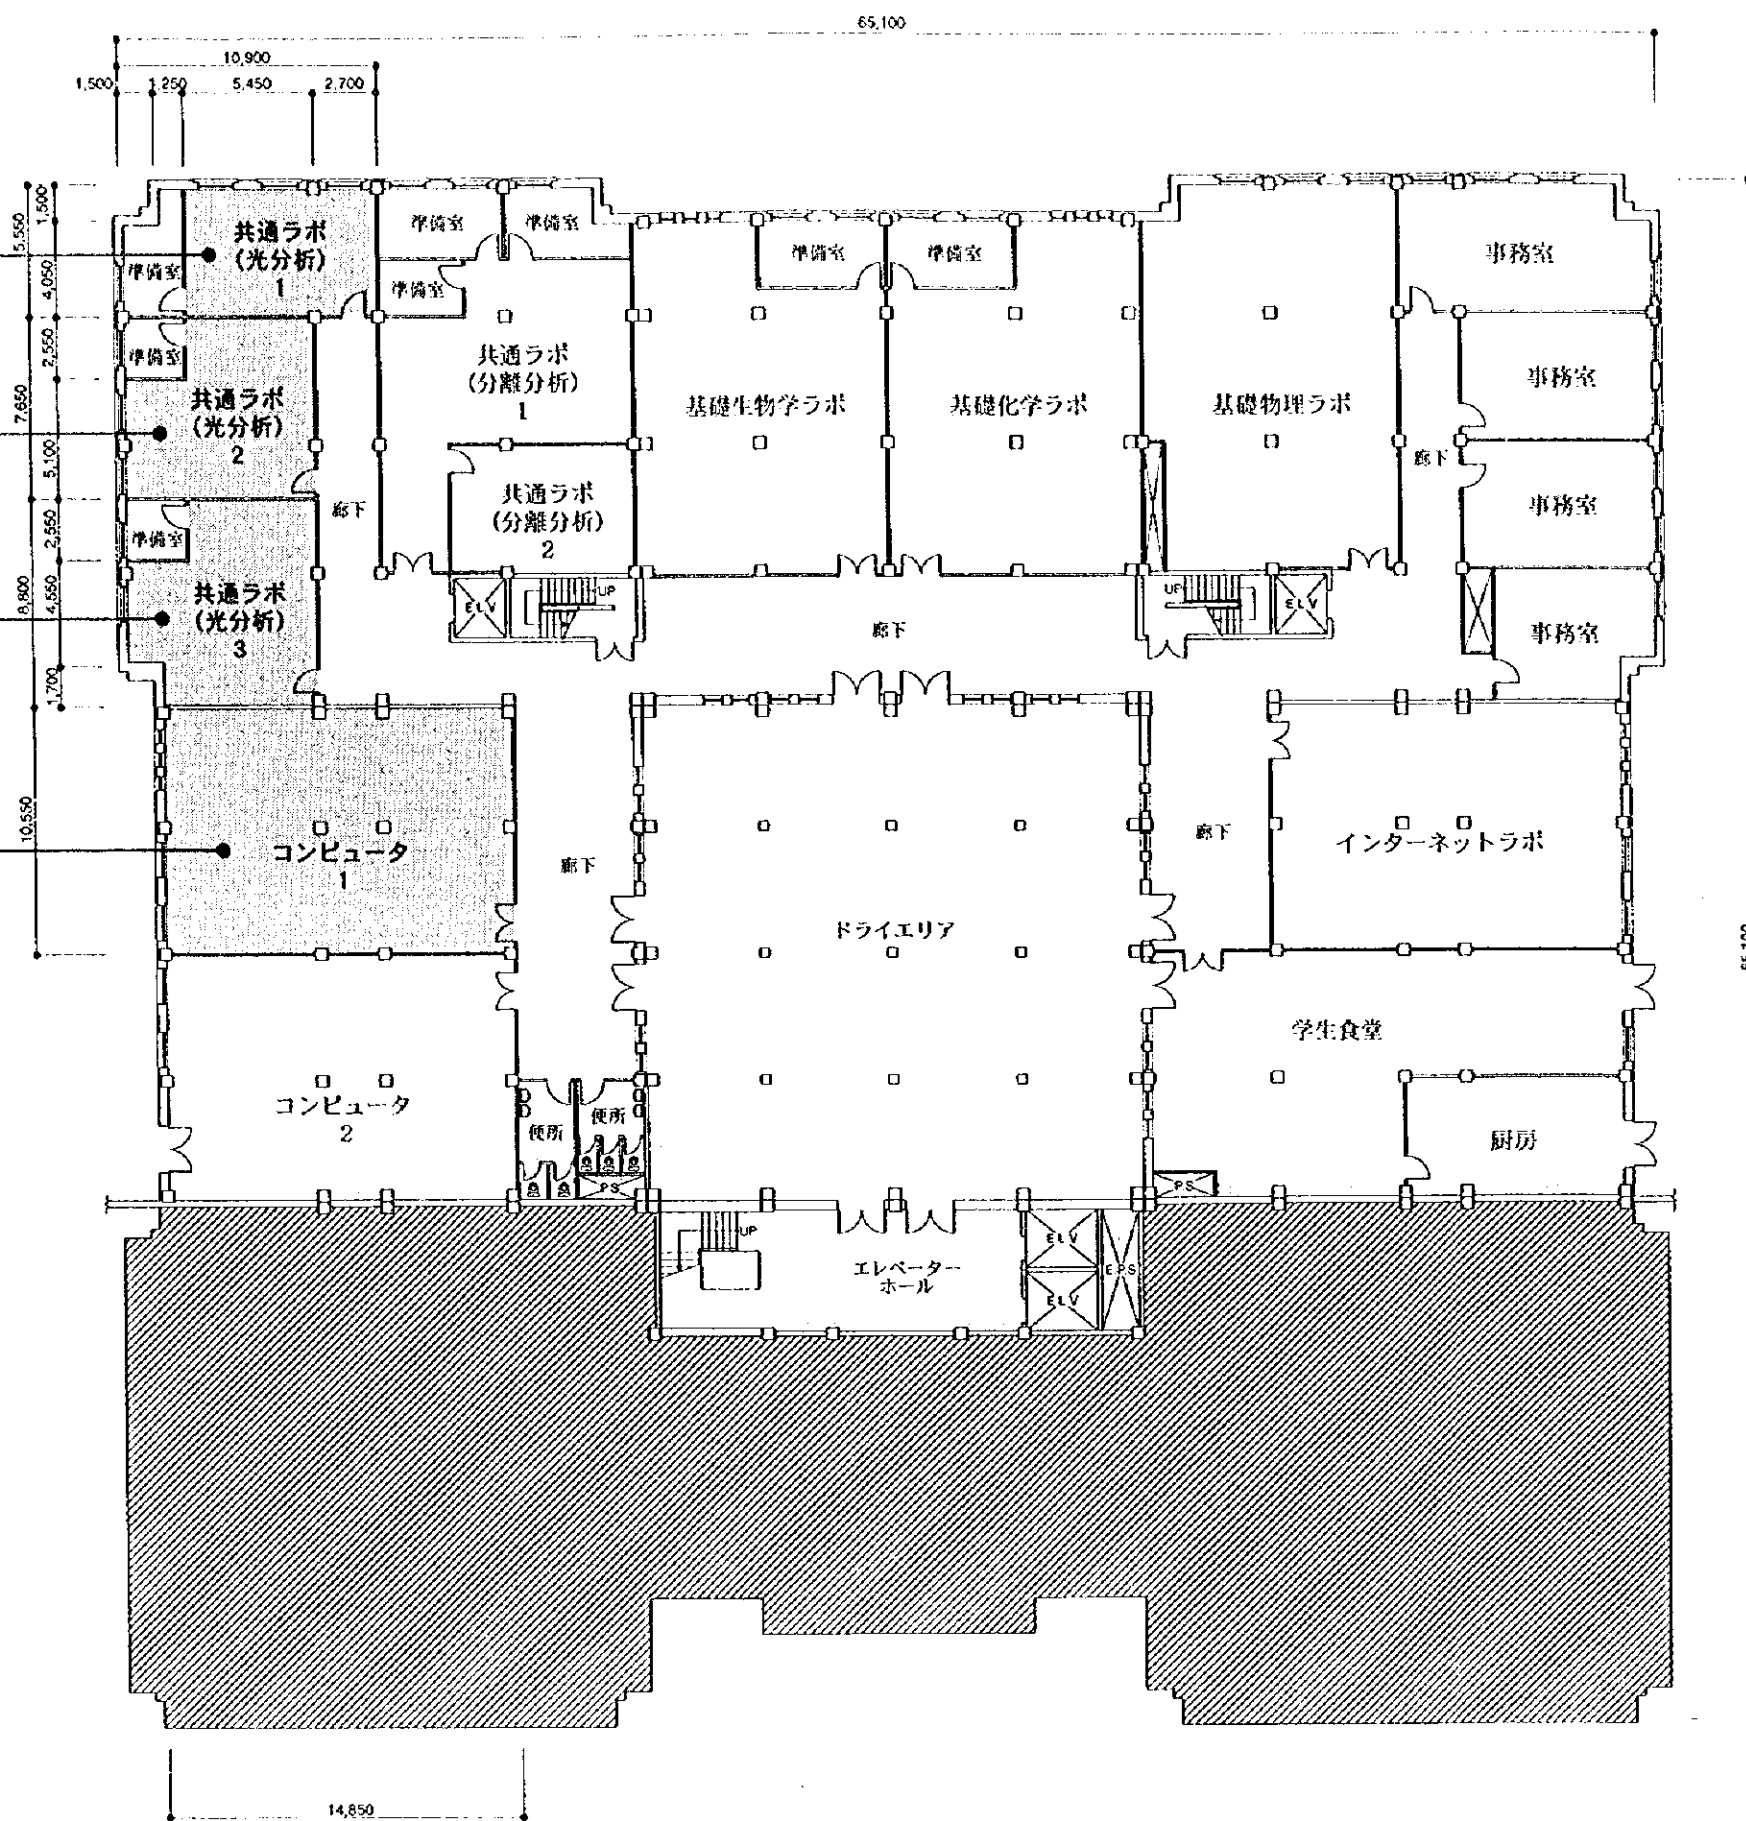 65,100
10,900
1,500
1,250
5,450
2,700
5,550
1,500
4,050
7,650
2,550
5,100
8,800
2,550
4,550
1,700
10,550
共通ラボ
(光分析)
1
準備室
準備室
準備室
準備室
準備室
準備室
事務室
準備室
共通ラボ
(光分析)
2
共通ラボ
(分離分析)
1
基礎生物学ラボ
基礎化学ラボ
基礎物理ラボ
事務室
廊下
準備室
廊下
共通ラボ
(分離分析)
2
事務室
共通ラボ
(光分析)
3
ELV
UP
廊下
UP
ELV
事務室
コンピュータ
1
廊下
ドライエリア
廊下
インターネットラボ
65,100
コンピュータ
2
便所
便所
PS
学生食堂
厨房
PS
UP
エレベーター
ホール
ELV
ELV
EPS
14,850